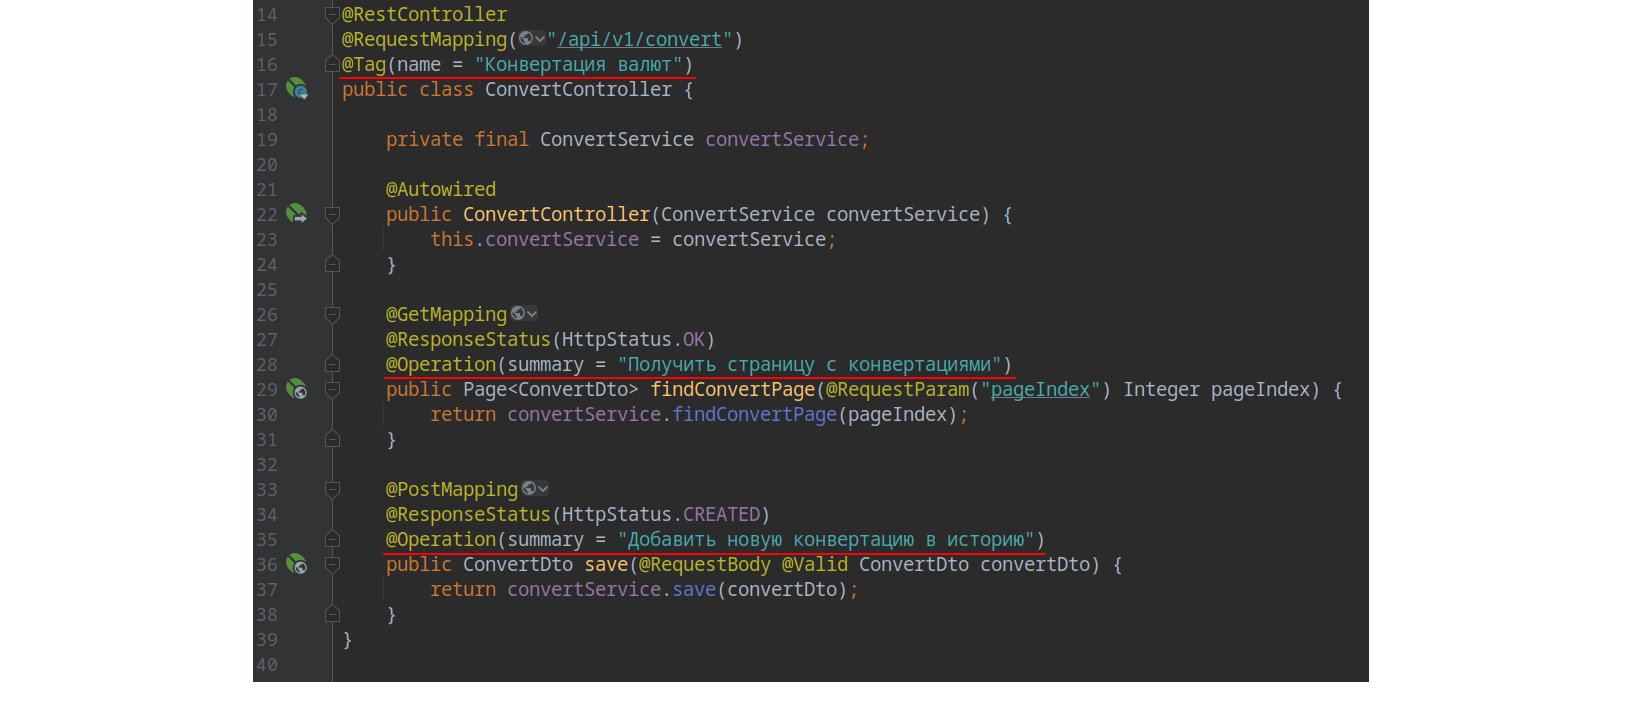 14 @RestController
15 @RequestMapping("/api/v1/convert")
16 @Tag(name = "Конвертация валют")
17 public class ConvertController {
18
19 private final ConvertService convertService;
20
21 @Autowired
22 public ConvertController(ConvertService convertService) {
23 this.convertService = convertService;
24 }
25
26 @GetMapping
27 @ResponseStatus(HttpStatus.OK)
28 @Operation(summary = "Получить страницу с конвертациями")
29 public Page<ConvertDto> findConvertPage(@RequestParam("pageIndex") Integer pageIndex) {
30 return convertService.findConvertPage(pageIndex);
31 }
32
33 @PostMapping
34 @ResponseStatus(HttpStatus.CREATED)
35 @Operation(summary = "Добавить новую конвертацию в историю")
36 public ConvertDto save(@RequestBody @Valid ConvertDto convertDto) {
37 return convertService.save(convertDto);
38 }
39 }
40